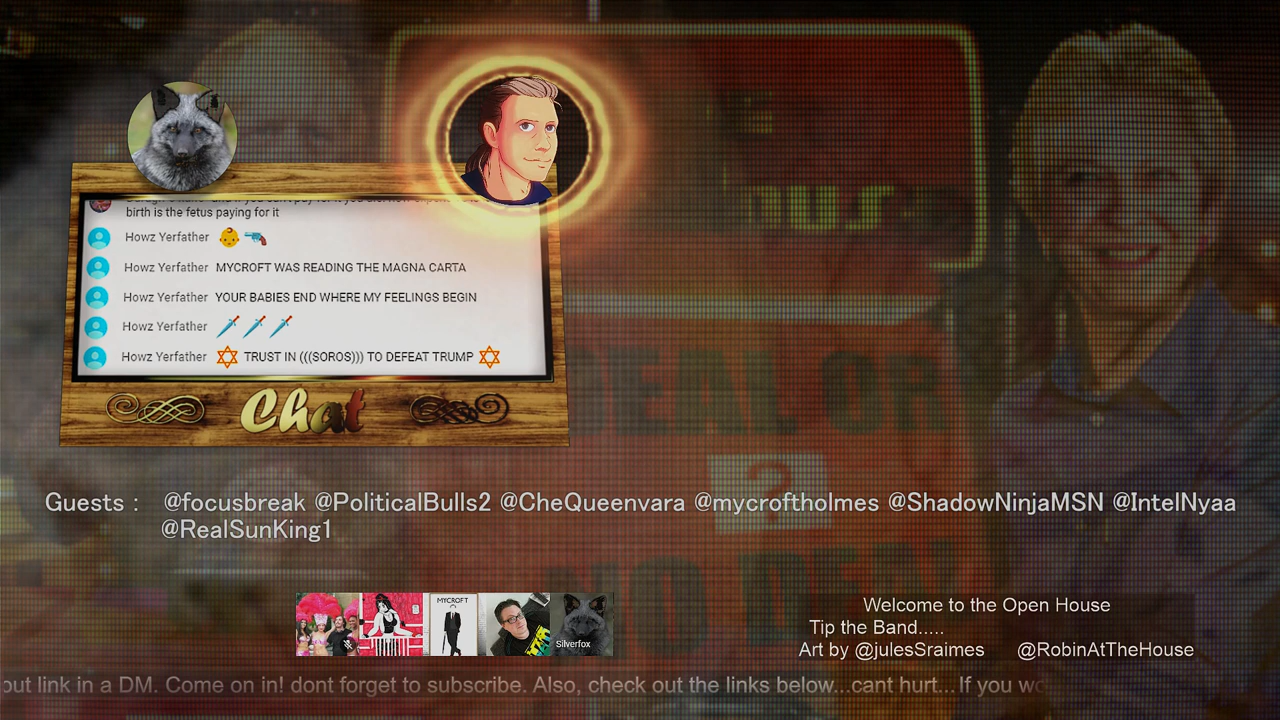 birth is the fetus paying for it
Howz Yerfather 👶🔫
Howz Yerfather MYCROFT WAS READING THE MAGNA CARTA
Howz Yerfather YOUR BABIES END WHERE MY FEELINGS BEGIN
Howz Yerfather 🗡🗡🗡
Howz Yerfather 🔯 TRUST IN (((SOROS))) TO DEFEAT TRUMP 🔯
Chat
DEAL OR
?
NO DEAL
Guests : @focusbreak @PoliticalBulls2 @CheQueenvara @mycroftholmes @ShadowNinjaMSN @IntelNyaa
@RealSunKing1
MYCROFT
Silverfox
Welcome to the Open House
Tip the Band.....
Art by @julesSraimes @RobinAtTheHouse
link in a DM. Come on in! dont forget to subscribe. Also, check out the links below...cant hurt... If you